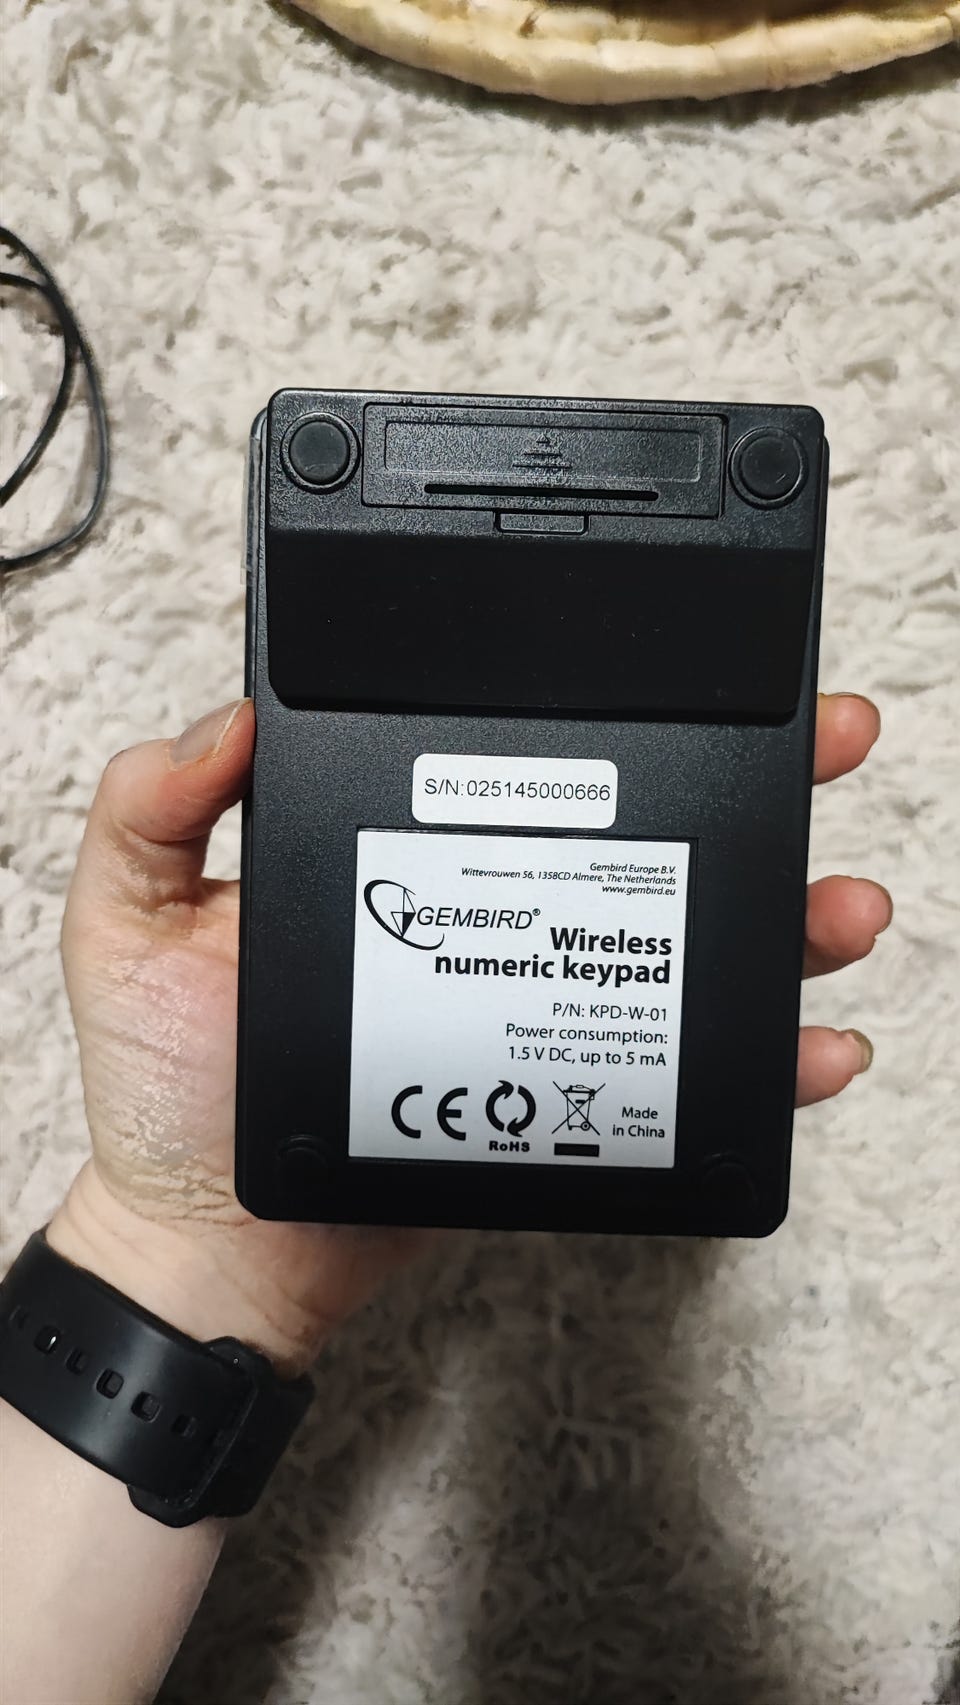 S/N:025145000666
Gembird Europe B.V.
Wittevrouwen 56, 1358CD Almere, The Netherlands
www.gembird.eu
GEMBIRD®
Wireless
numeric keypad
P/N: KPD-W-01
Power consumption:
1.5 V DC, up to 5 mA
CE
RoHS
Made
in China